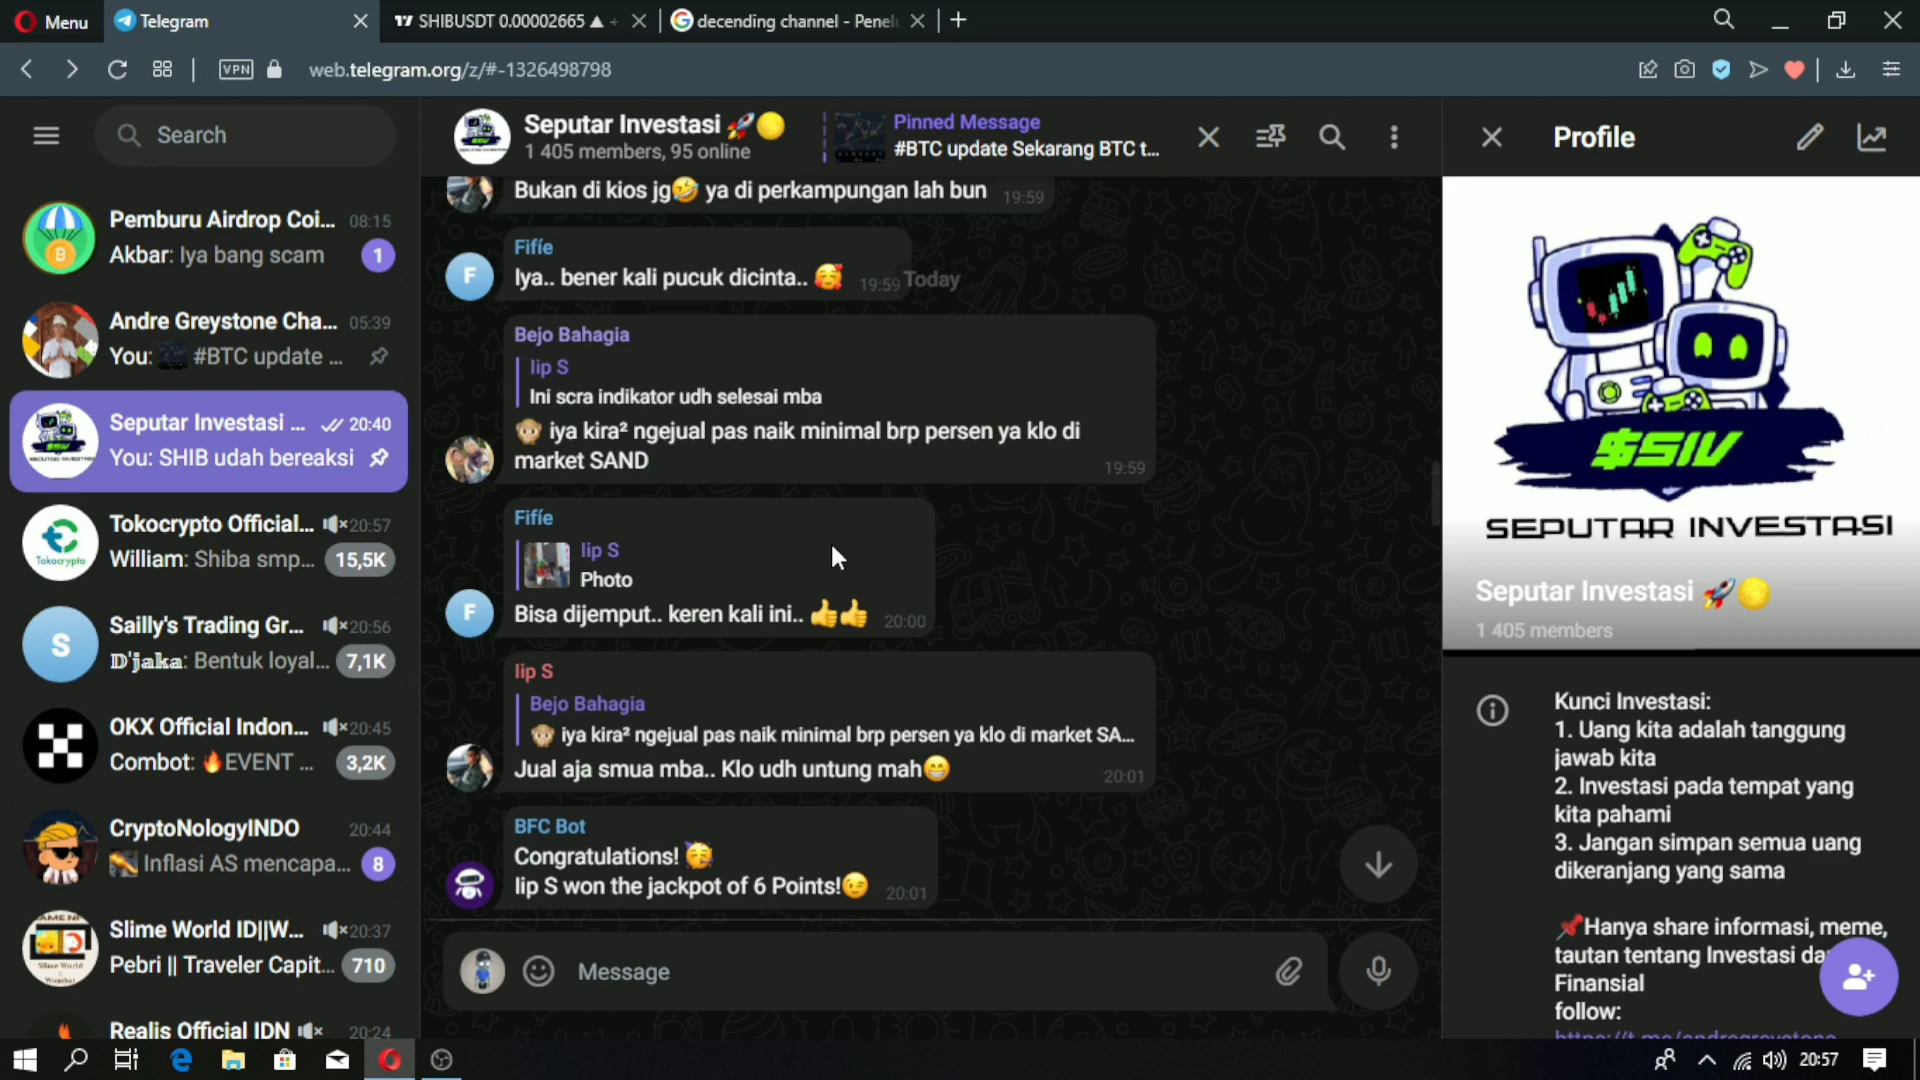 Menu
Telegram
SHIBUSDT 0.00002665 ▲
decending channel - Penel
VPN
web.telegram.org/z/#-1326498798
Search
Pemburu Airdrop Coi... 08:15
Akbar: Iya bang scam 1
Andre Greystone Cha... 05:39
You: #BTC update ...
Seputar Investasi ... 20:40
You: SHIB udah bereaksi
Tokocrypto
Tokocrypto Official... 20:57
William: Shiba smp... 15,5K
S
Sailly's Trading Gr... 20:56
𝔻'𝕛𝕒𝕜𝕒: Bentuk loyal... 7,1K
OKX Official Indon... 20:45
Combot: 🔥EVENT ... 3,2K
CryptoNologyINDO 20:44
Inflasi AS mencapa... 8
Slime World ID||W... 20:37
Pebri || Traveler Capit... 710
Realis Official IDN 20:24
Seputar Investasi 🚀🌕
1 405 members, 95 online
Pinned Message
#BTC update Sekarang BTC t...
Bukan di kios jg🤣 ya di perkampungan lah bun 19:59
Today
F
Fifíe
Iya.. bener kali pucuk dicinta.. 🥰 19:59
Bejo Bahagia
Iip S
Ini scra indikator udh selesai mba
🙊 iya kira² ngejual pas naik minimal brp persen ya klo di
market SAND 19:59
F
Fifíe
Iip S
Photo
Bisa dijemput.. keren kali ini.. 👍👍 20:00
Iip S
Bejo Bahagia
🙊 iya kira² ngejual pas naik minimal brp persen ya klo di market SA...
Jual aja smua mba.. Klo udh untung mah😁 20:01
BFC Bot
Congratulations! 🥳
Iip S won the jackpot of 6 Points!😉 20:01
Message
Profile
$SIV
SEPUTAR INVESTASI
Seputar Investasi 🚀🌕
1 405 members
Kunci Investasi:
1. Uang kita adalah tanggung
jawab kita
2. Investasi pada tempat yang
kita pahami
3. Jangan simpan semua uang
dikeranjang yang sama
📌Hanya share informasi, meme,
tautan tentang Investasi da
Finansial
follow:
https://t.me/andregreystone
20:57